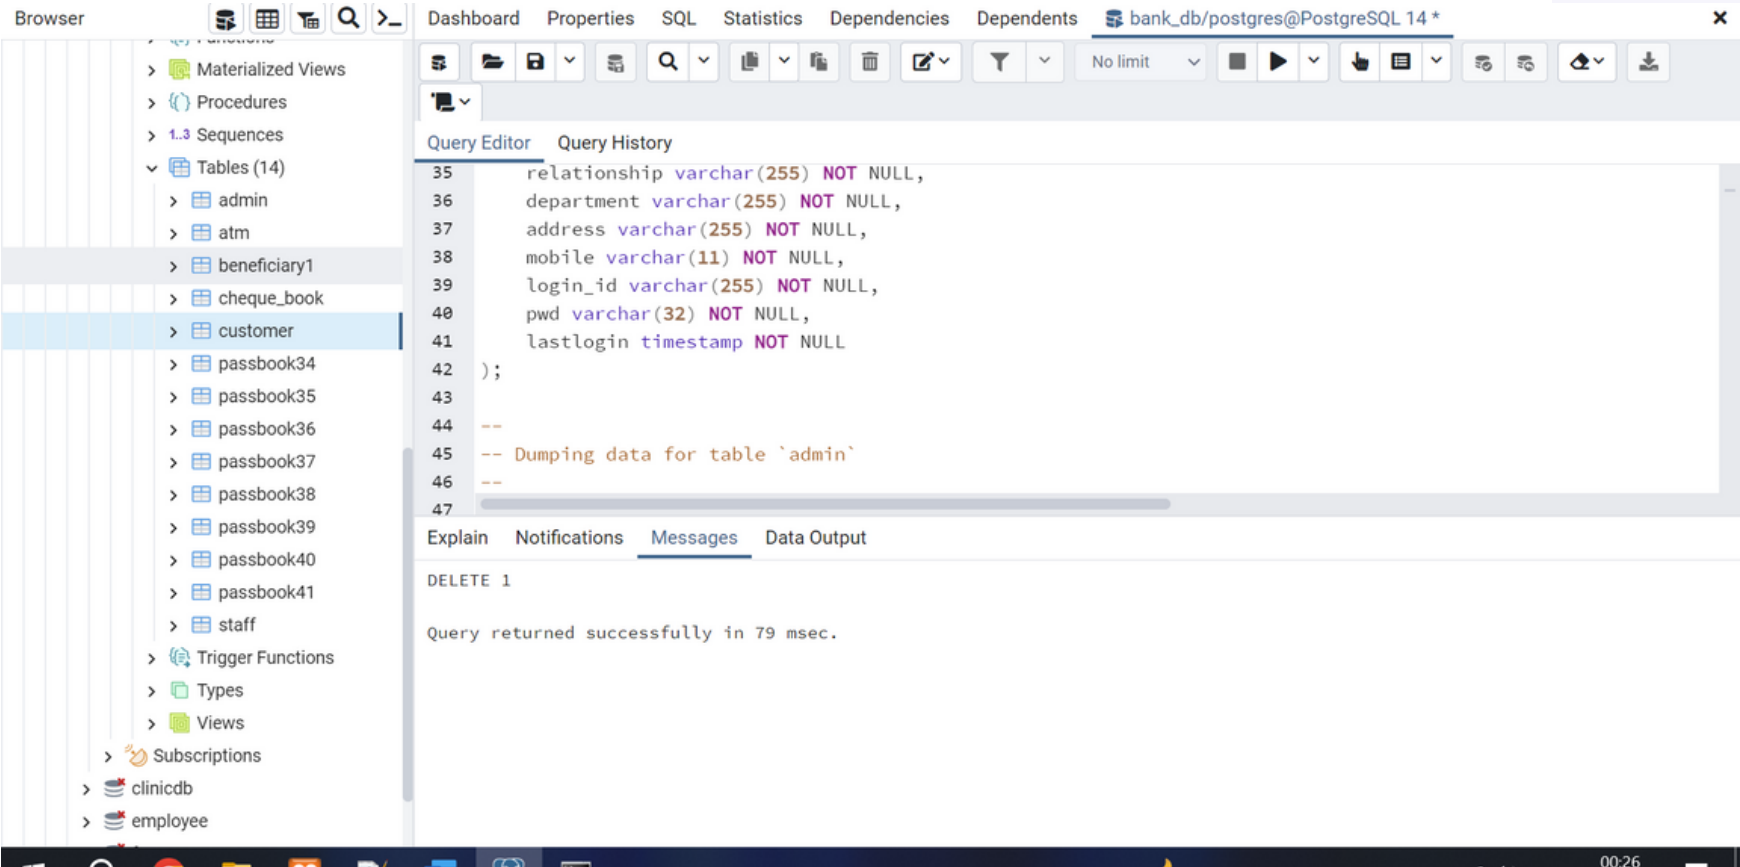 Browser
Dashboard Properties SQL Statistics Dependencies Dependents bank_db/postgres@PostgreSQL 14 *
Functions
Materialized Views
{} Procedures
1..3 Sequences
Tables (14)
admin
atm
beneficiary1
cheque_book
customer
passbook34
passbook35
passbook36
passbook37
passbook38
passbook39
passbook40
passbook41
staff
Trigger Functions
Types
Views
Subscriptions
clinicdb
employee
No limit
Query Editor Query History
35 relationship varchar(255) NOT NULL,
36 department varchar(255) NOT NULL,
37 address varchar(255) NOT NULL,
38 mobile varchar(11) NOT NULL,
39 login_id varchar(255) NOT NULL,
40 pwd varchar(32) NOT NULL,
41 lastlogin timestamp NOT NULL
42 );
43
44 --
45 -- Dumping data for table `admin`
46 --
47
Explain Notifications Messages Data Output
DELETE 1
Query returned successfully in 79 msec.
00:26